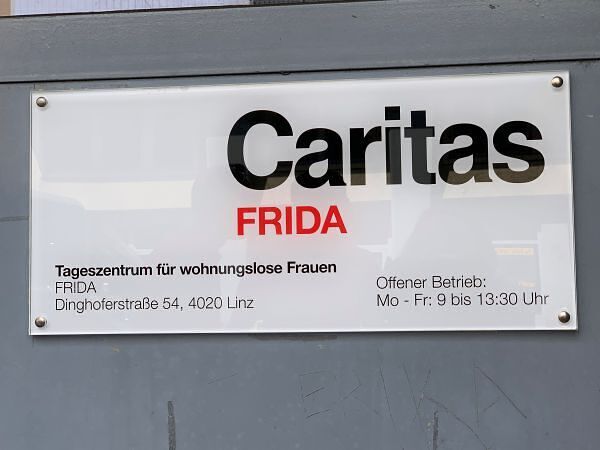 Caritas
FRIDA
Tageszentrum für wohnungslose Frauen
FRIDA
Dinghoferstraße 54, 4020 Linz
Offener Betrieb:
Mo - Fr: 9 bis 13:30 Uhr